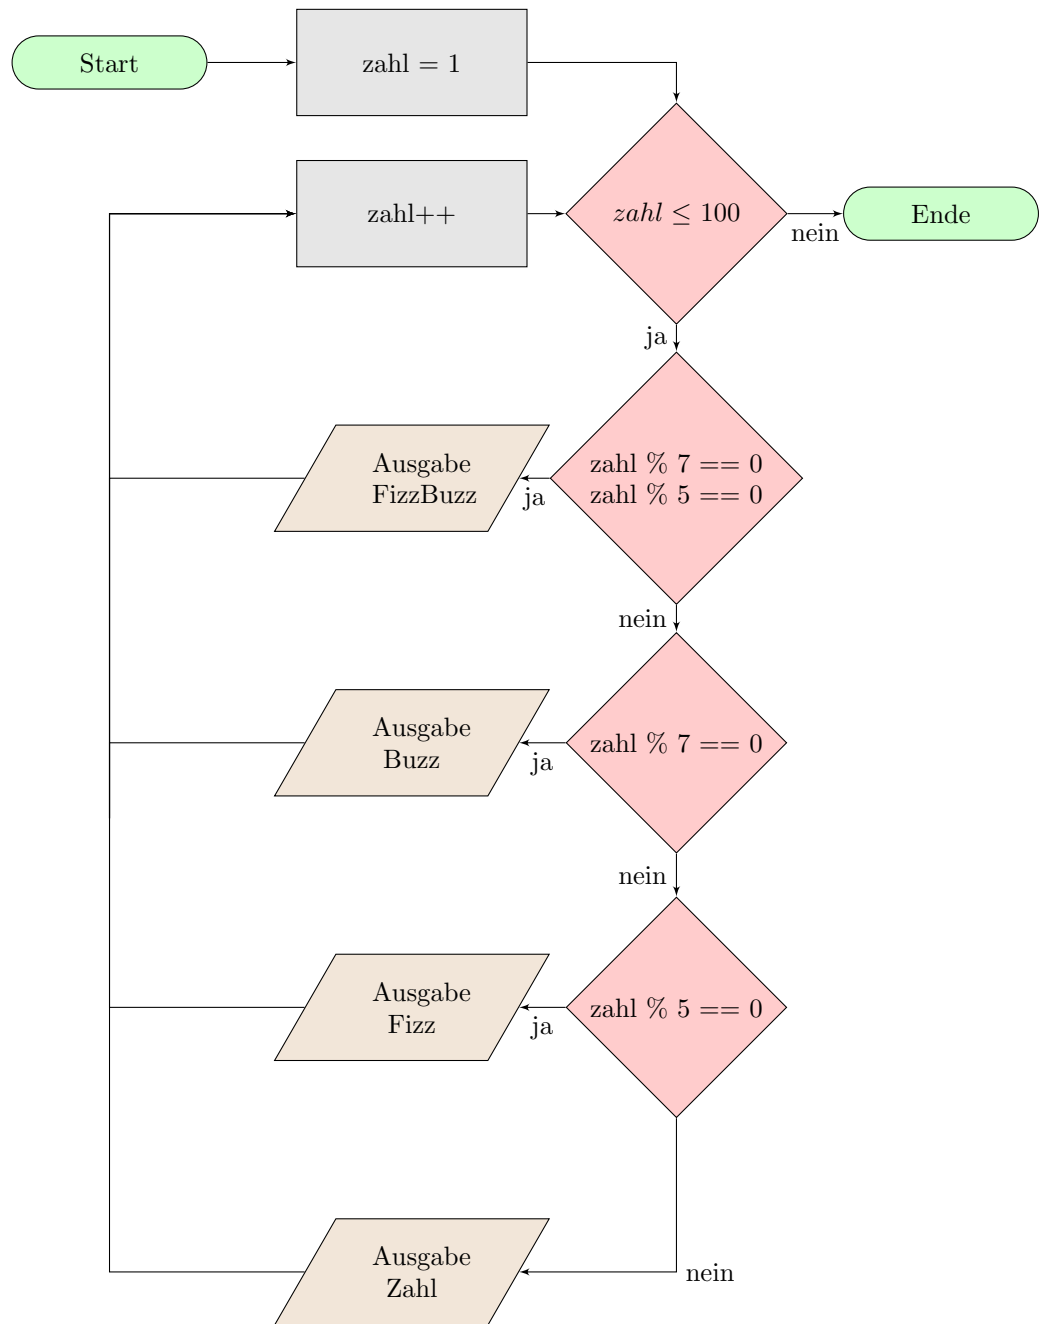 Start
zahl = 1
zahl++
zahl ≤ 100
nein
Ende
ja
zahl % 7 == 0
zahl % 5 == 0
ja
Ausgabe
FizzBuzz
nein
zahl % 7 == 0
ja
Ausgabe
Buzz
nein
zahl % 5 == 0
ja
Ausgabe
Fizz
nein
Ausgabe
Zahl